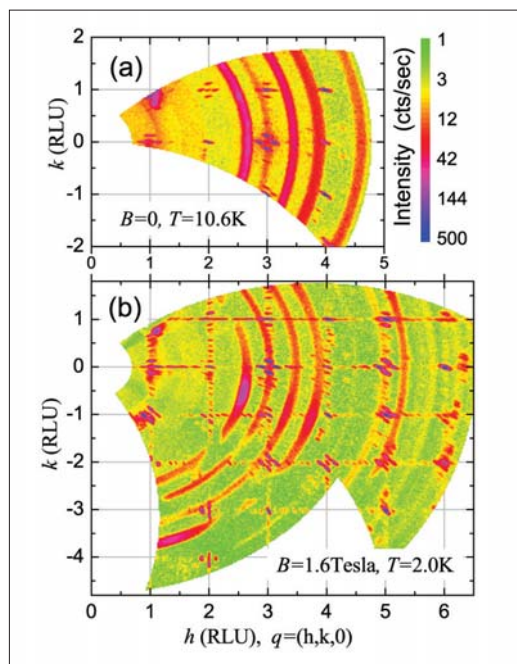 (a)
k (RLU)
2
1
0
-1
-2
B=0, T=10.6K
0 1 2 3 4 5
Intensity (cts/sec)
1
3
12
42
144
500
(b)
k (RLU)
1
0
-1
-2
-3
-4
B=1.6Tesla, T=2.0K
0 1 2 3 4 5 6
h (RLU), q=(h,k,0)